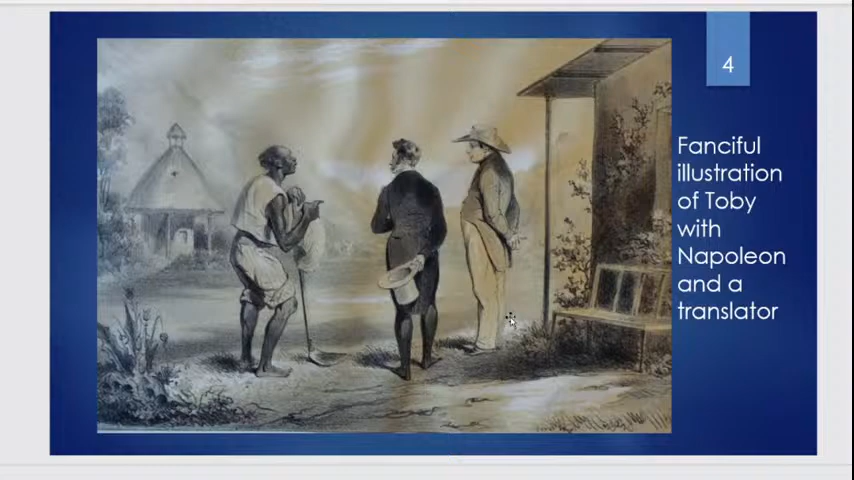 4
Fanciful
illustration
of Toby
with
Napoleon
and a
translator